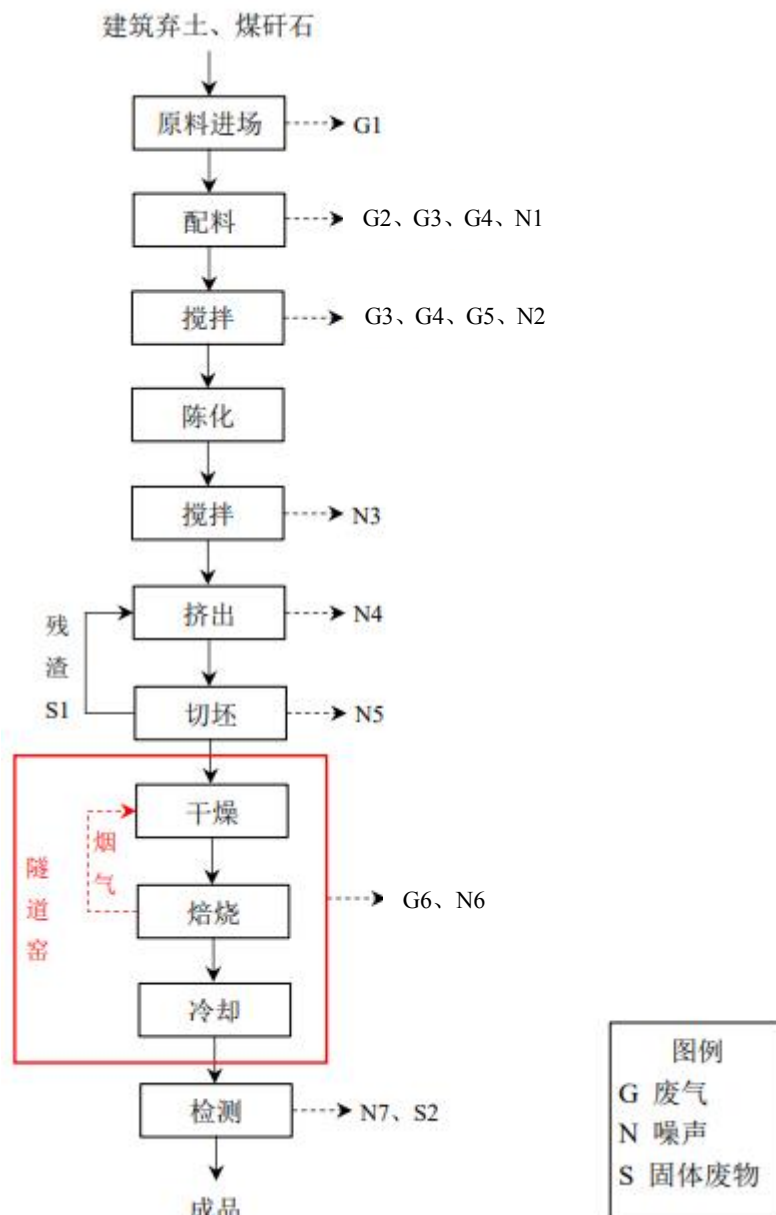 建筑弃土、煤矸石
原料进场
G1
配料
G2、G3、G4、N1
搅拌
G3、G4、G5、N2
陈化
搅拌
N3
挤出
N4
残
渣
S1
切坯
N5
干燥
烟
气
隧
道
窑
焙烧
G6、N6
冷却
检测
N7、S2
成品
图例
G 废气
N 噪声
S 固体废物